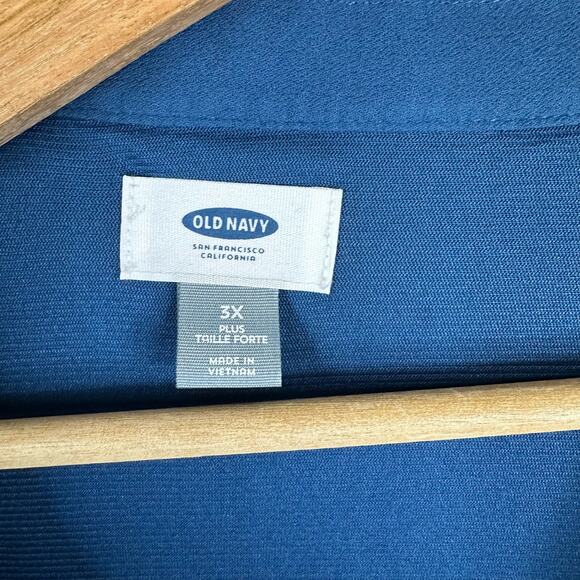 OLD NAVY
SAN FRANCISCO
CALIFORNIA
3X
PLUS
TAILLE FORTE
MADE IN
VIETNAM